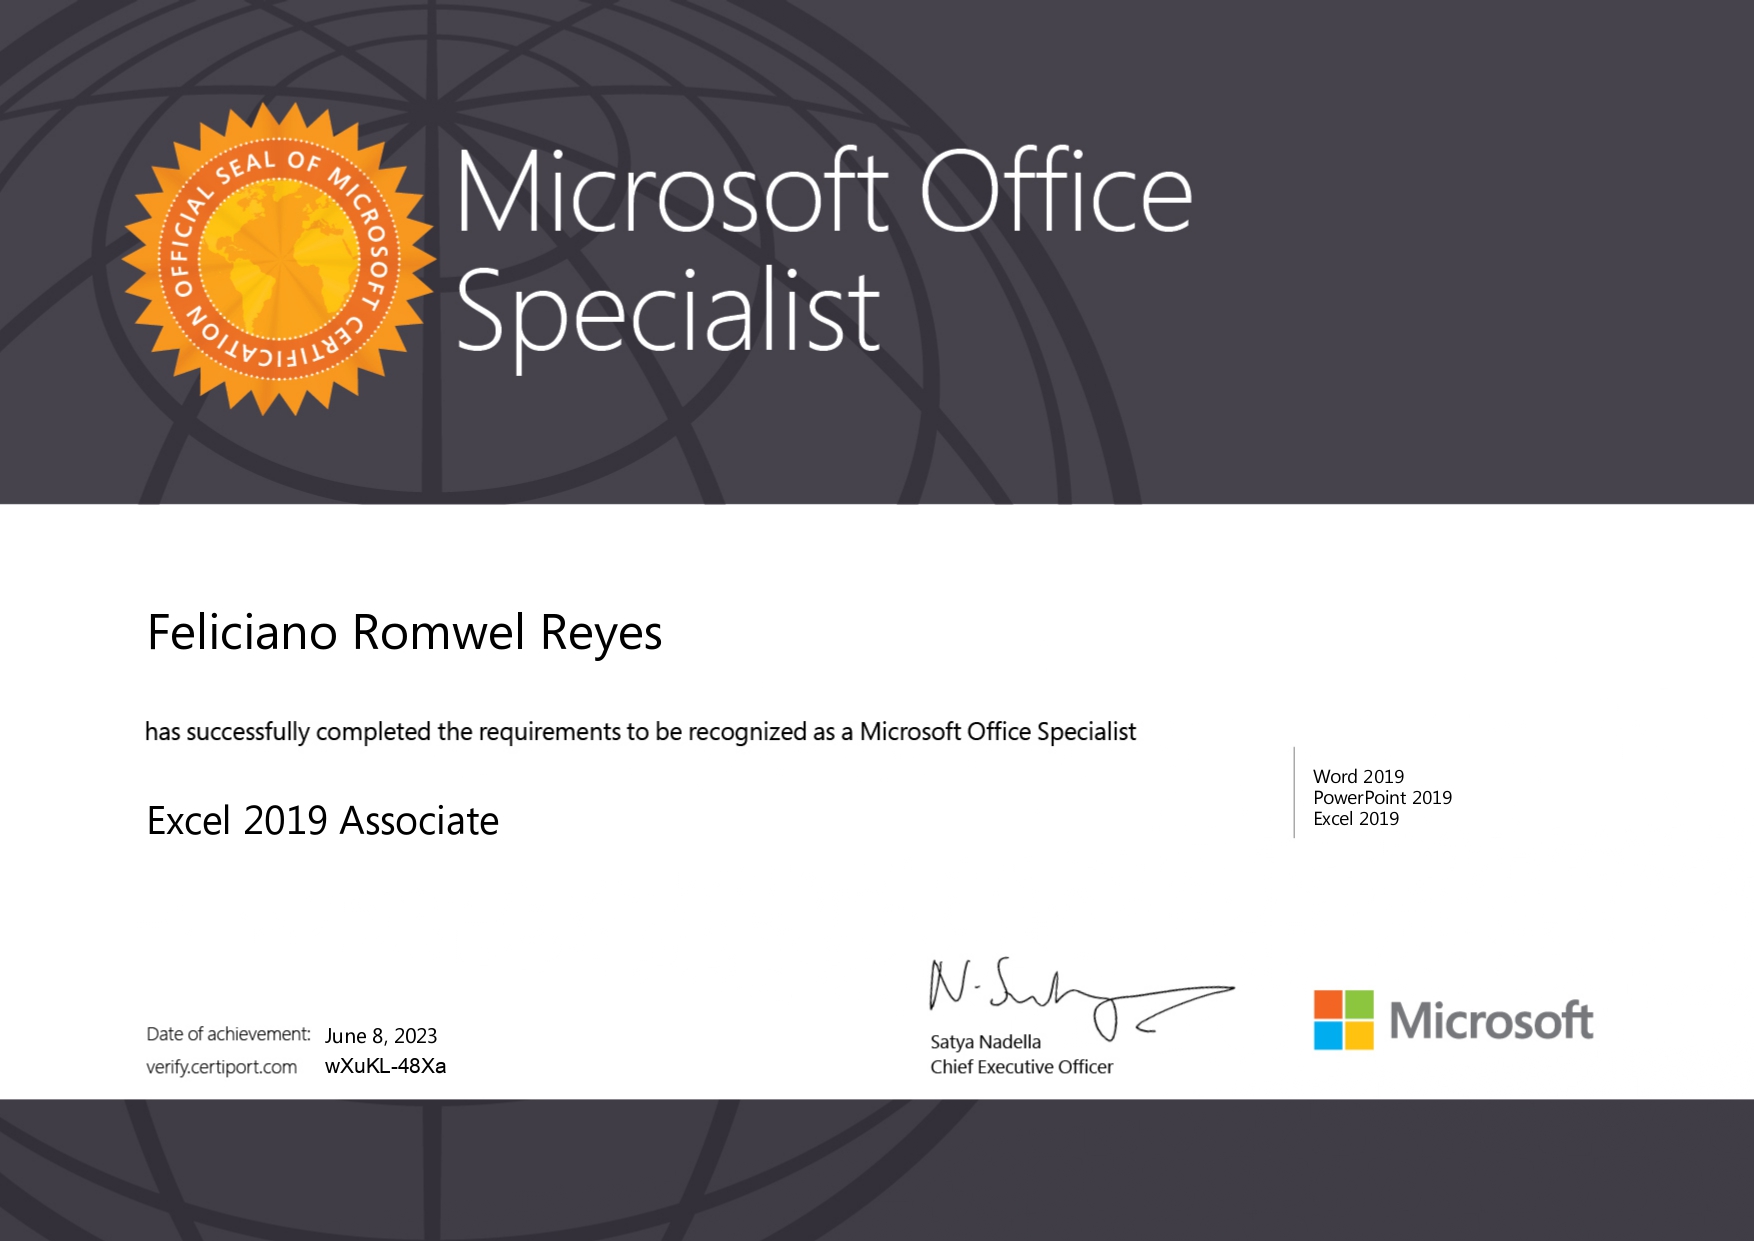 OFFICIAL SEAL OF MICROSOFT CERTIFICATION
Microsoft Office
Specialist
Feliciano Romwel Reyes
has successfully completed the requirements to be recognized as a Microsoft Office Specialist
Excel 2019 Associate
Word 2019
PowerPoint 2019
Excel 2019
Date of achievement: June 8, 2023
verify.certiport.com wXuKL-48Xa
N. Satya
Satya Nadella
Chief Executive Officer
Microsoft